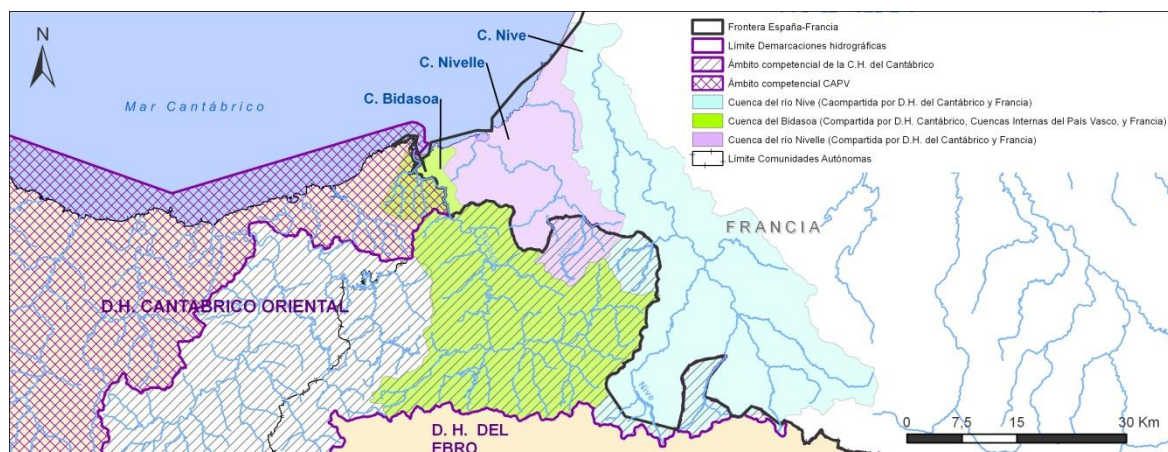 N
Mar Cantábrico
C. Nive
C. Nivelle
C. Bidasoa
Frontera España-Francia
Límite Demarcaciones hidrográficas
Ámbito competencial de la C.H. del Cantábrico
Ámbito competencial CAPV
Cuenca del río Nive (Caompartida por D.H. del Cantábrico y Francia)
Cuenca del Bidasoa (Compartida por D.H. Cantábrico, Cuencas Internas del País Vasco, y Francia)
Cuenca del río Nivelle (Compartida por D.H. del Cantábrico y Francia)
Límite Comunidades Autónomas
FRANCIA
D.H. CANTÁBRICO ORIENTAL
Nive
D. H. DEL
EBRO
0 7,5 15 30 Km